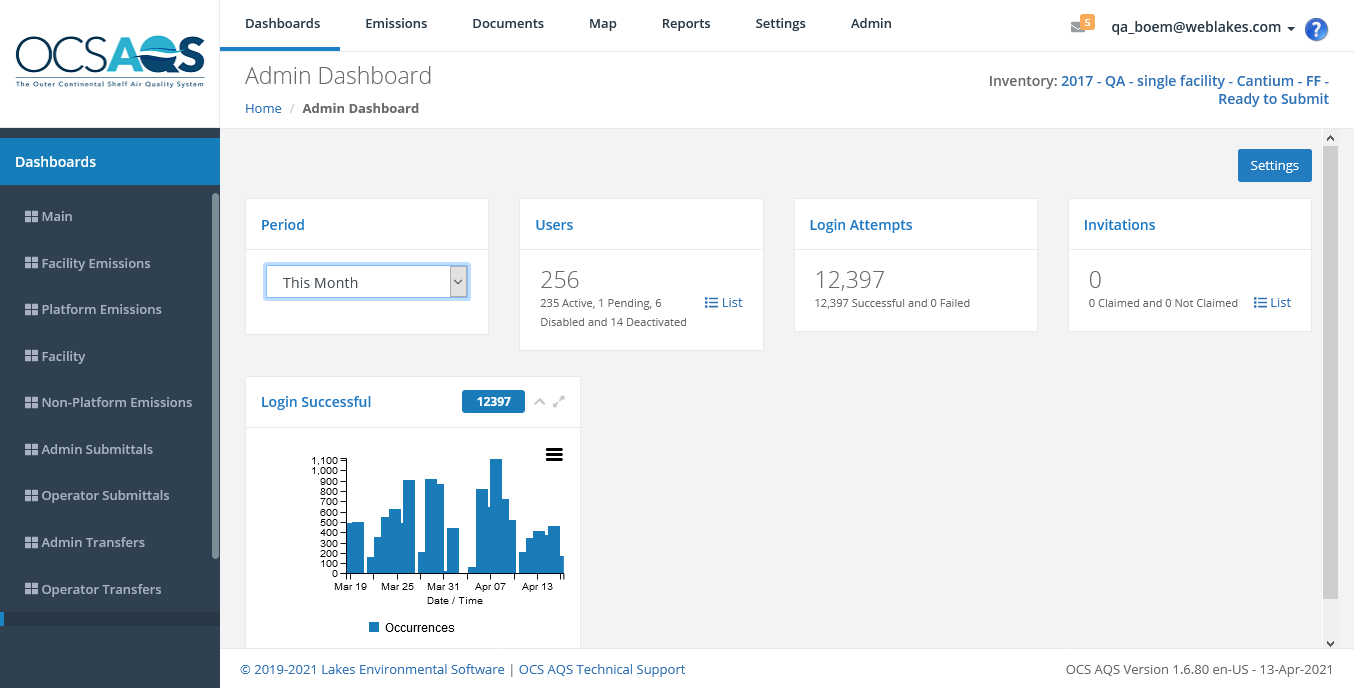 OCSAQS
The Outer Continental Shelf Air Quality System
Dashboards
Emissions
Documents
Map
Reports
Settings
Admin
5
qa_boem@weblakes.com
?
Admin Dashboard
Home / Admin Dashboard
Inventory: 2017 - QA - single facility - Cantium - FF -
Ready to Submit
Dashboards
Main
Facility Emissions
Platform Emissions
Facility
Non-Platform Emissions
Admin Submittals
Operator Submittals
Admin Transfers
Operator Transfers
Settings
Period
This Month
Users
256
235 Active, 1 Pending, 6
Disabled and 14 Deactivated
List
Login Attempts
12,397
12,397 Successful and 0 Failed
Invitations
0
0 Claimed and 0 Not Claimed
List
Login Successful
12397
1,100
1,000
900
800
700
600
500
400
300
200
100
0
Mar 19 Mar 25 Mar 31 Apr 07 Apr 13
Date / Time
Occurrences
© 2019-2021 Lakes Environmental Software | OCS AQS Technical Support
OCS AQS Version 1.6.80 en-US - 13-Apr-2021